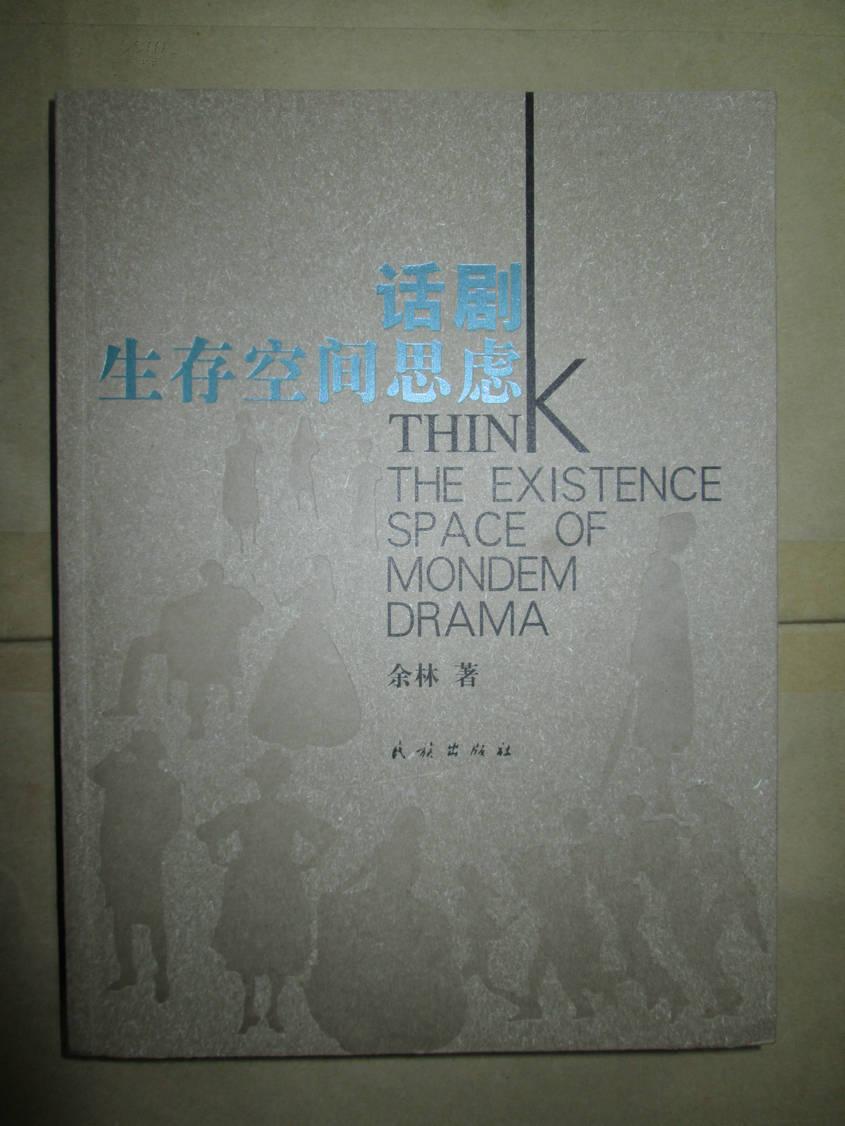 话剧
生存空间思虑
THINK
THE EXISTENCE
SPACE OF
MONDEM
DRAMA
余林 著
民族出版社